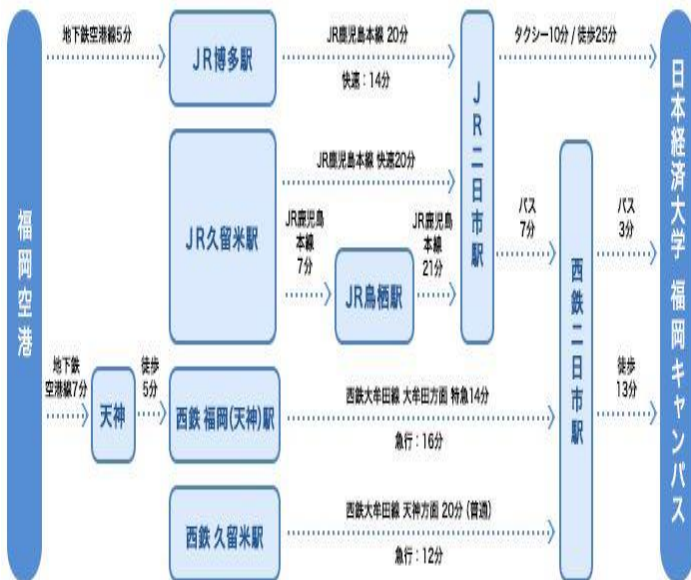 地下鉄空港線5分
JR博多駅
JR鹿児島本線 20分
快速:14分
タクシー10分 / 徒歩25分
JR久留米駅
JR鹿児島本線 快速20分
JR鹿児島
本線
7分
JR鳥栖駅
JR鹿児島
本線
21分
JR二日市駅
バス
7分
西鉄二日市駅
バス
3分
福岡空港
地下鉄
空港線7分
天神
徒歩
5分
西鉄 福岡(天神)駅
西鉄大牟田線 大牟田方面 特急14分
急行:16分
徒歩
13分
西鉄 久留米駅
西鉄大牟田線 天神方面 20分 (普通)
急行:12分
日本経済大学 福岡キャンパス